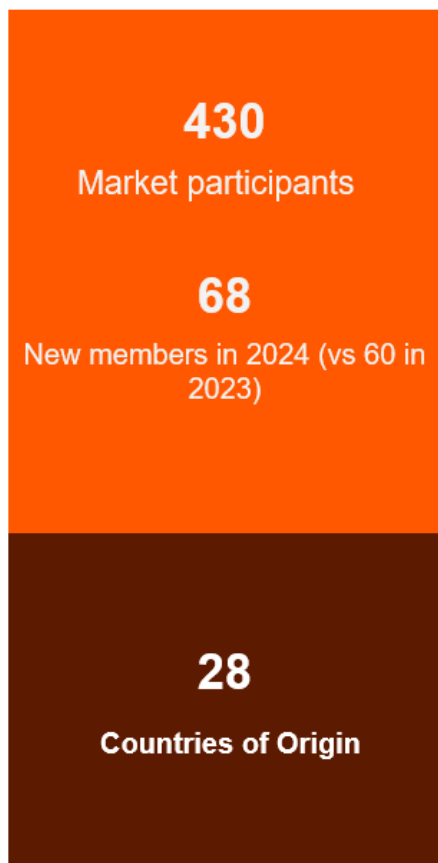 430
Market participants
68
New members in 2024 (vs 60 in
2023)
28
Countries of Origin